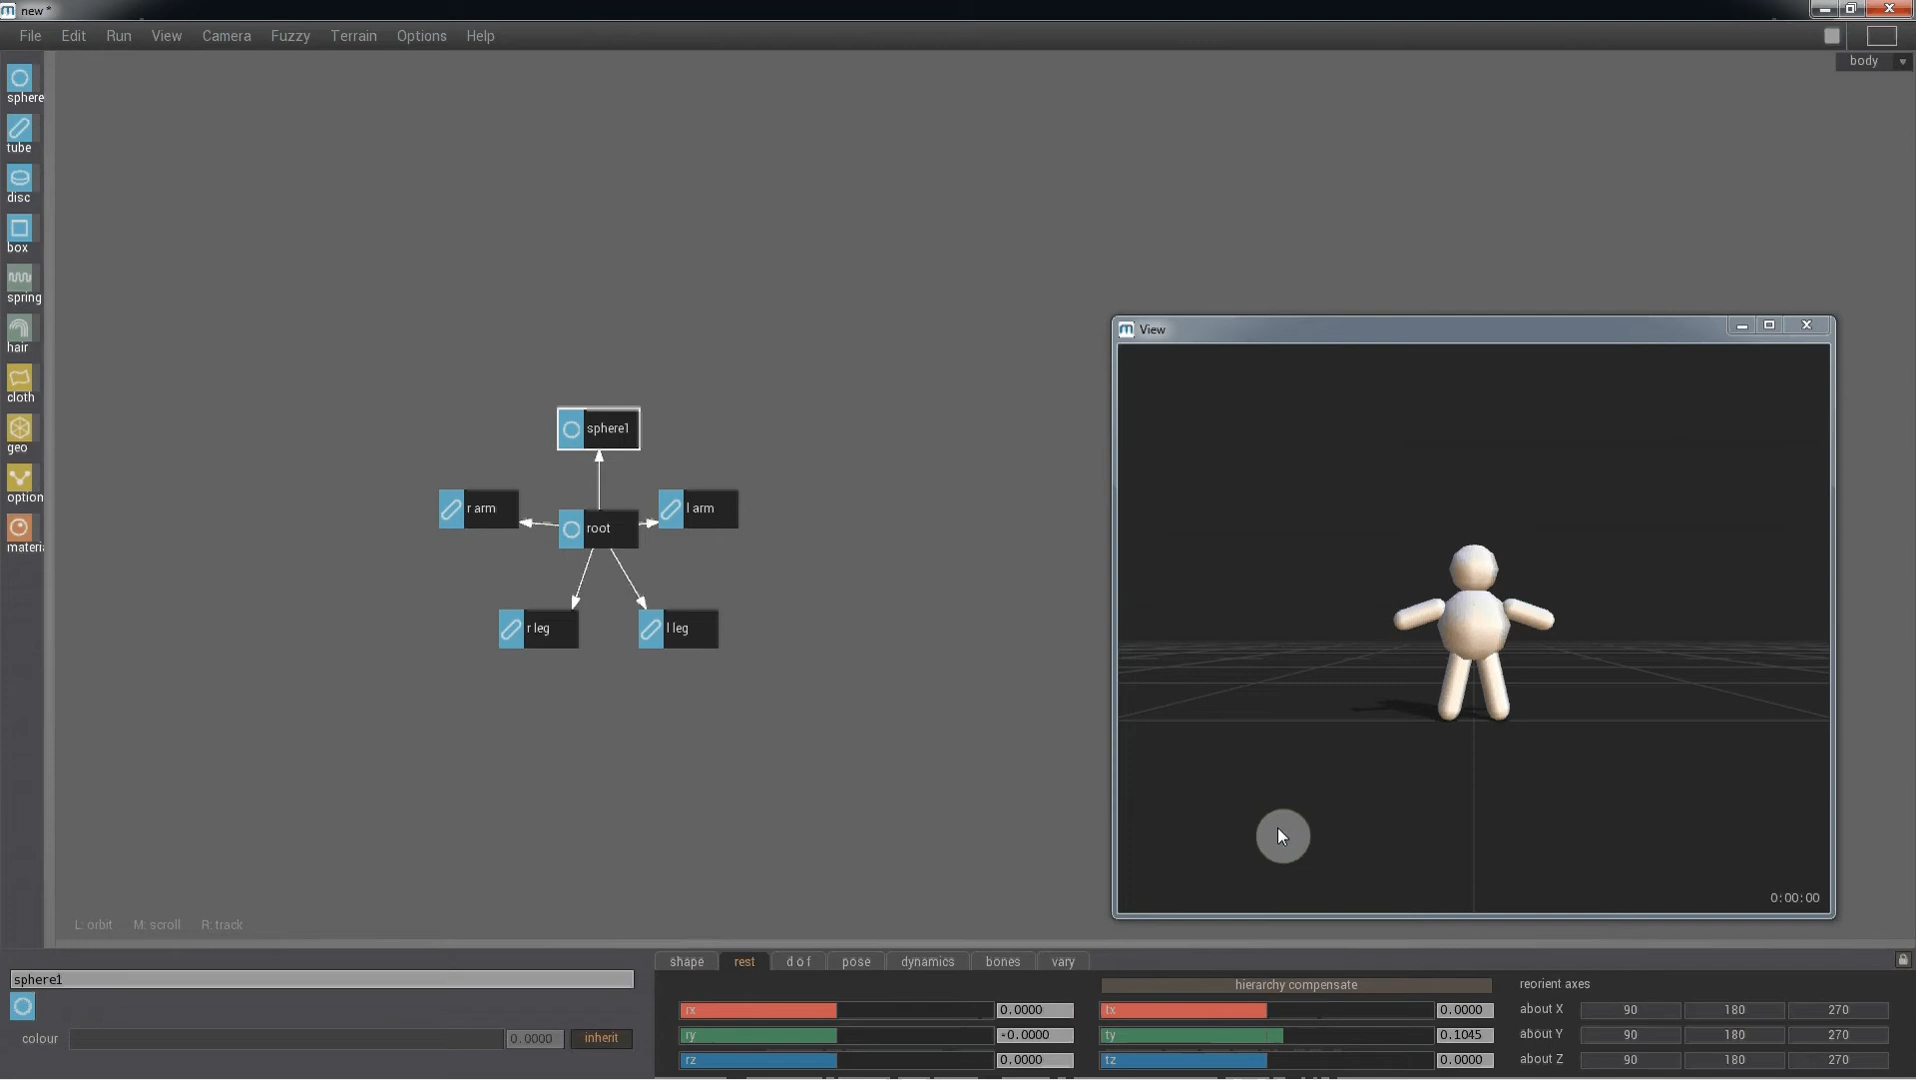 new *
File Edit Run View Camera Fuzzy Terrain Options Help
body
sphere
tube
disc
box
spring
hair
cloth
geo
option
materi
sphere1
r arm
root
l arm
r leg
l leg
View
0:00:00
L: orbit M: scroll R: track
shape rest d o f pose dynamics bones vary
sphere1
hierarchy compensate
reorient axes
rx 0.0000 tx 0.0000 about X 90 180 270
ry -0.0000 ty 0.1045 about Y 90 180 270
colour 0.0000 inherit
rz 0.0000 tz 0.0000 about Z 90 180 270